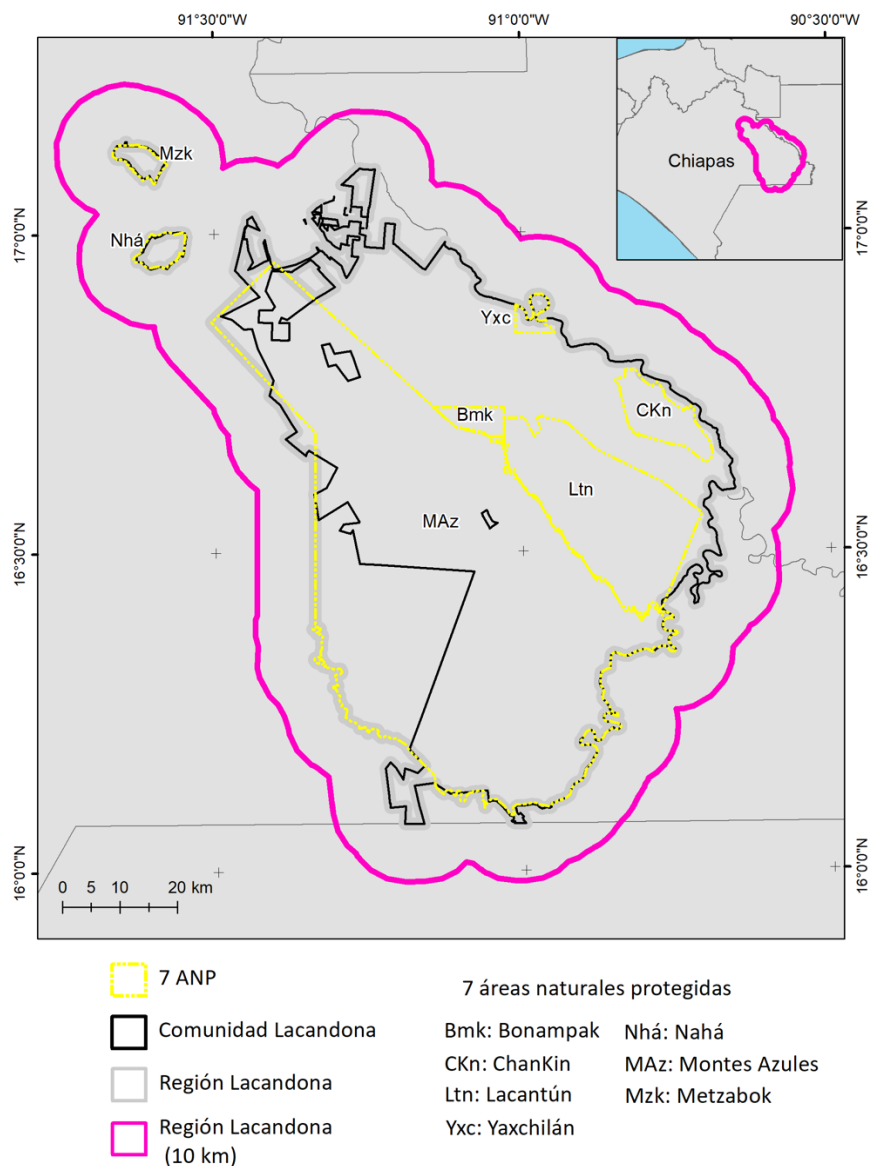 91°30'0"W 91°0'0"W 90°30'0"W
Mzk
Chiapas
17°0'0"N
17°0'0"N
Nhá
Yxc
CKn
Bmk
Ltn
MAz
16°30'0"N
16°30'0"N
16°0'0"N
16°0'0"N
0 5 10 20 km
7 ANP
Comunidad Lacandona
Región Lacandona
Región Lacandona
(10 km)
7 áreas naturales protegidas
Bmk: Bonampak
CKn: ChanKin
Ltn: Lacantún
Yxc: Yaxchilán
Nhá: Nahá
MAz: Montes Azules
Mzk: Metzabok